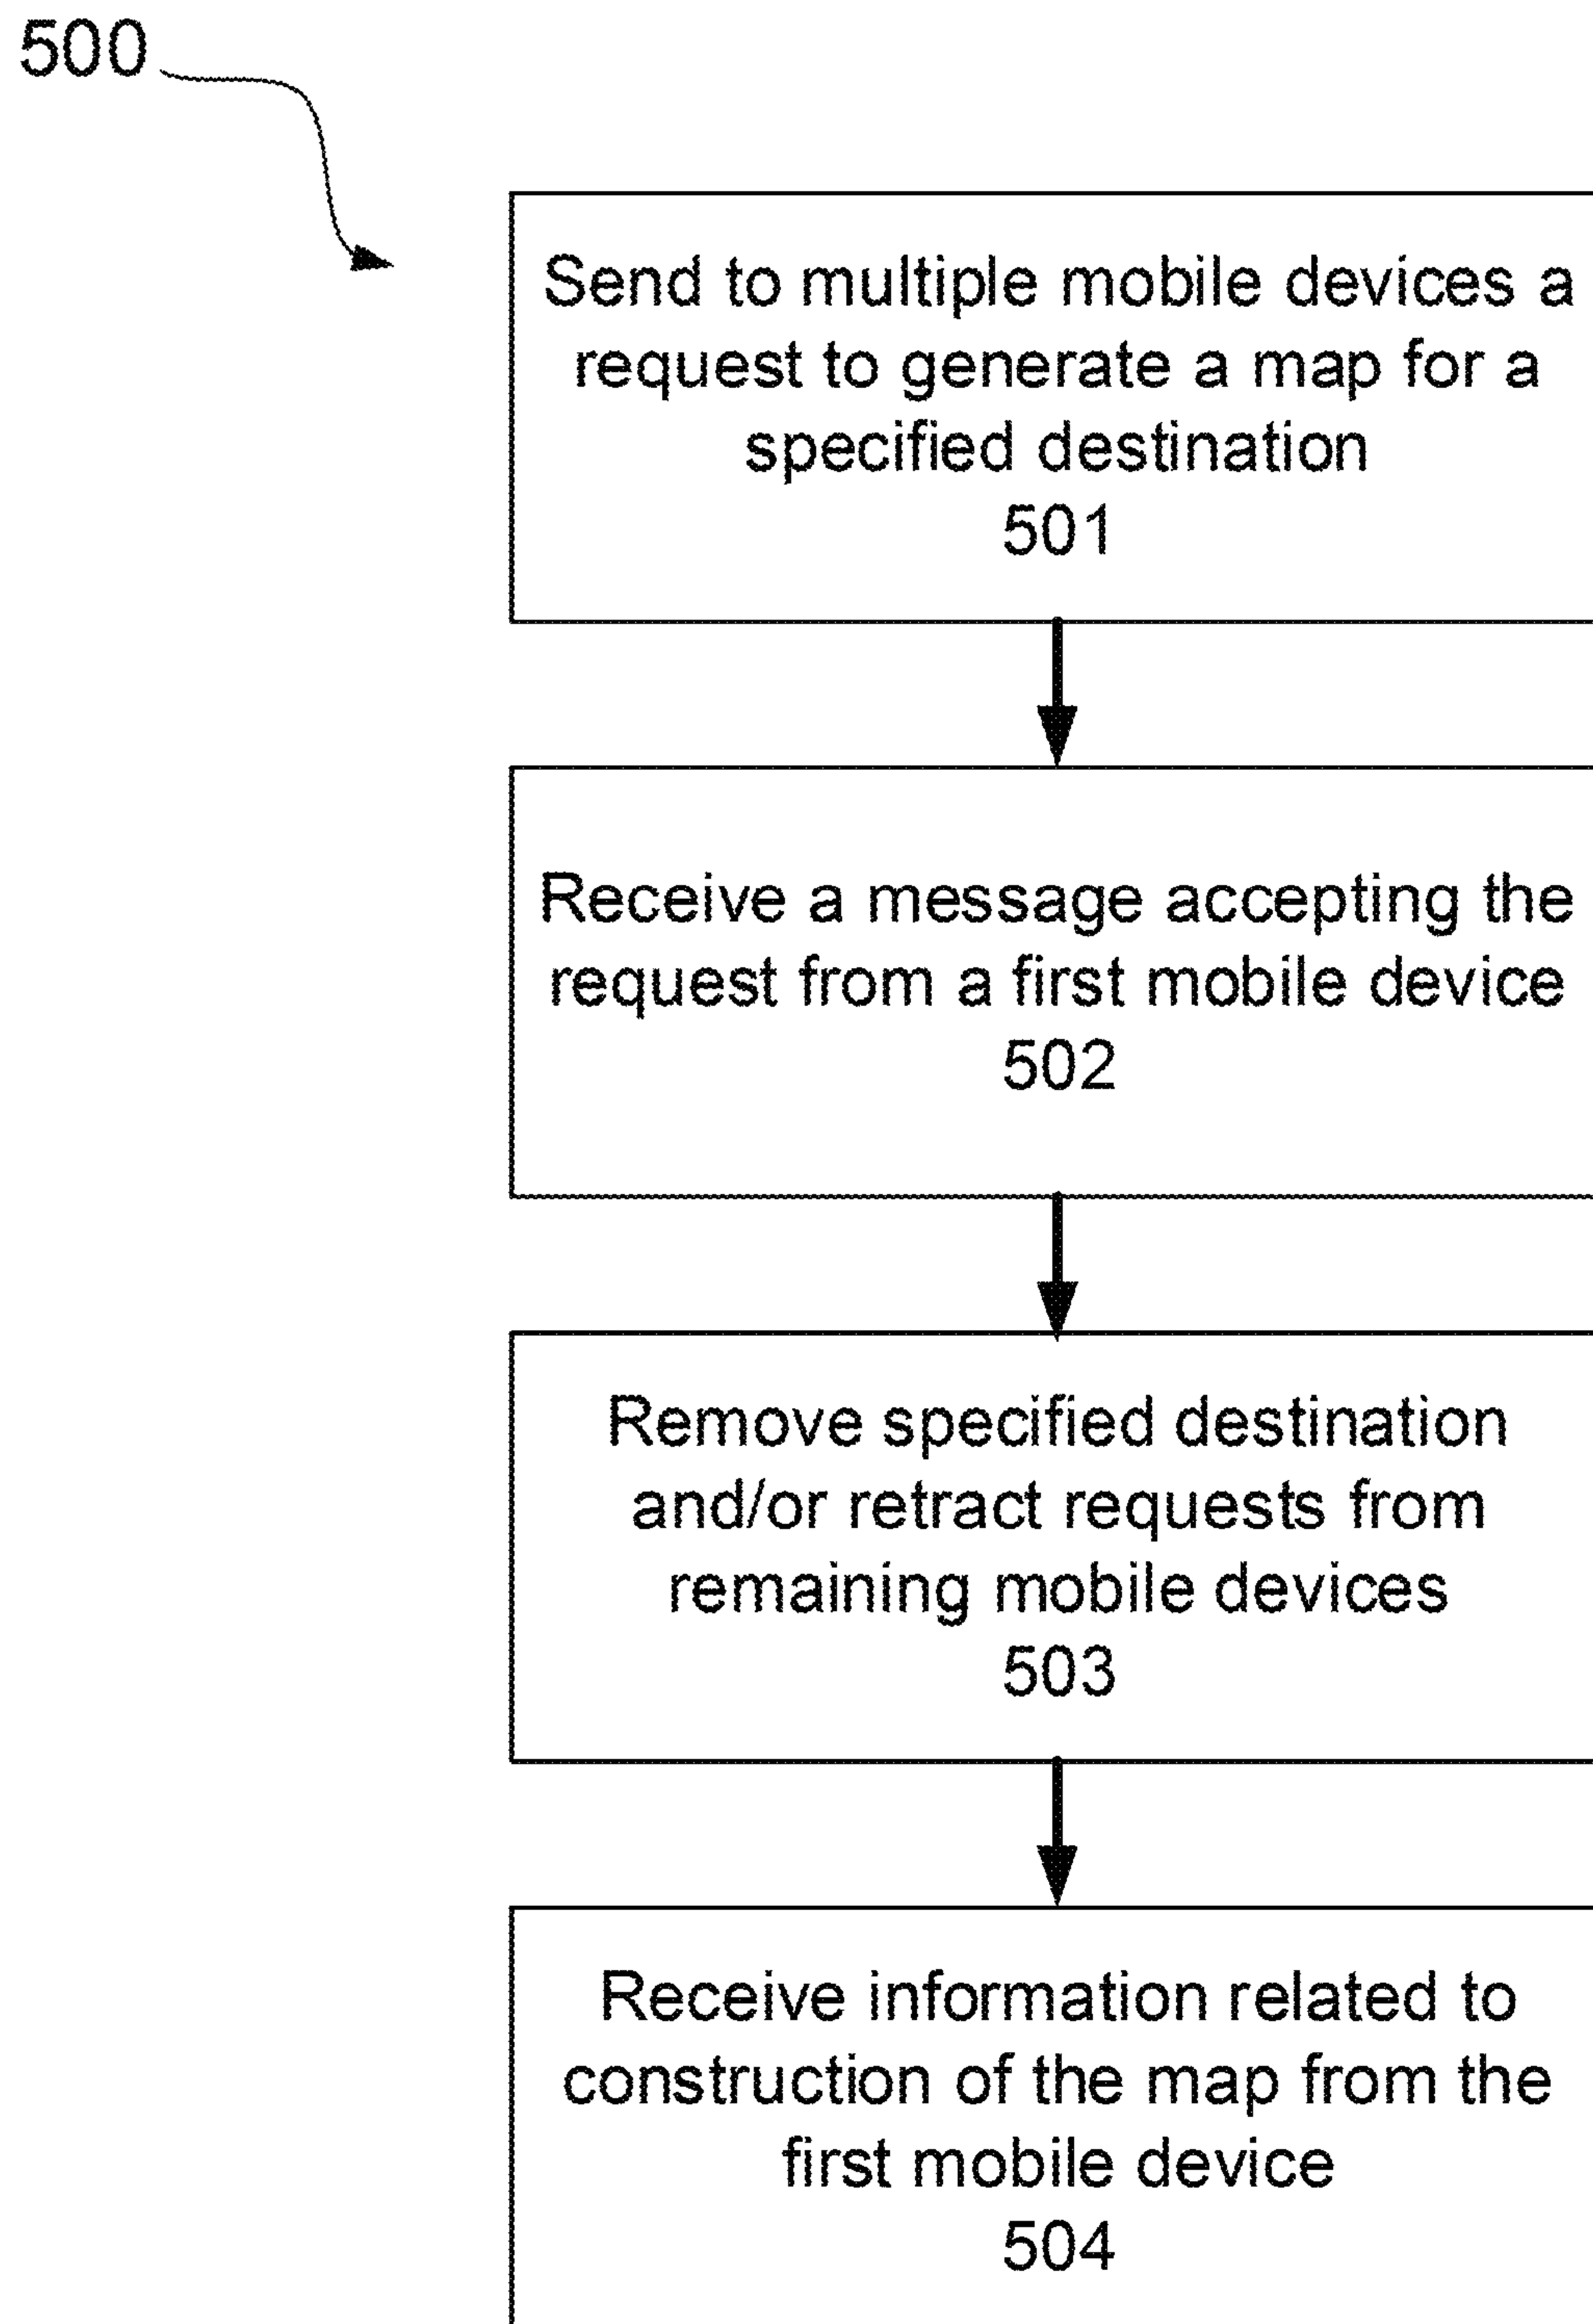 500
Send to multiple mobile devices a
request to generate a map for a
specified destination
501
Receive a message accepting the
request from a first mobile device
502
Remove specified destination
and/or retract requests from
remaining mobile devices
503
Receive information related to
construction of the map from the
first mobile device
504